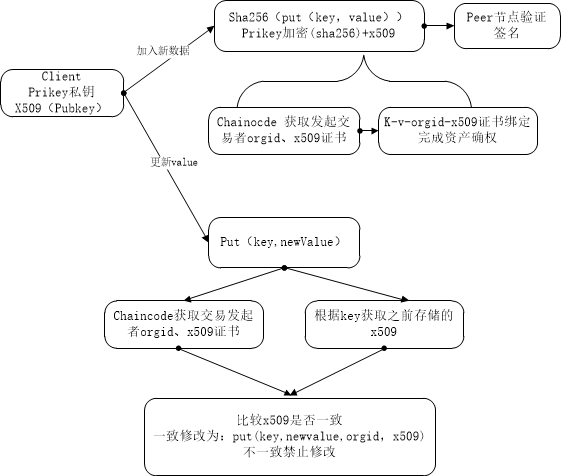 Sha256（put（key，value））
Prikey加密(sha256)+x509
Peer节点验证
签名
加入新数据
Client
Prikey私钥
X509（Pubkey）
Chainocde 获取发起交
易者orgid、x509证书
K-v-orgid-x509证书绑定
完成资产确权
更新value
Put（key,newValue）
Chaincode获取交易发起
者orgid、x509证书
根据key获取之前存储的
x509
比较x509是否一致
一致修改为：put(key,newvalue,orgid，x509)
不一致禁止修改